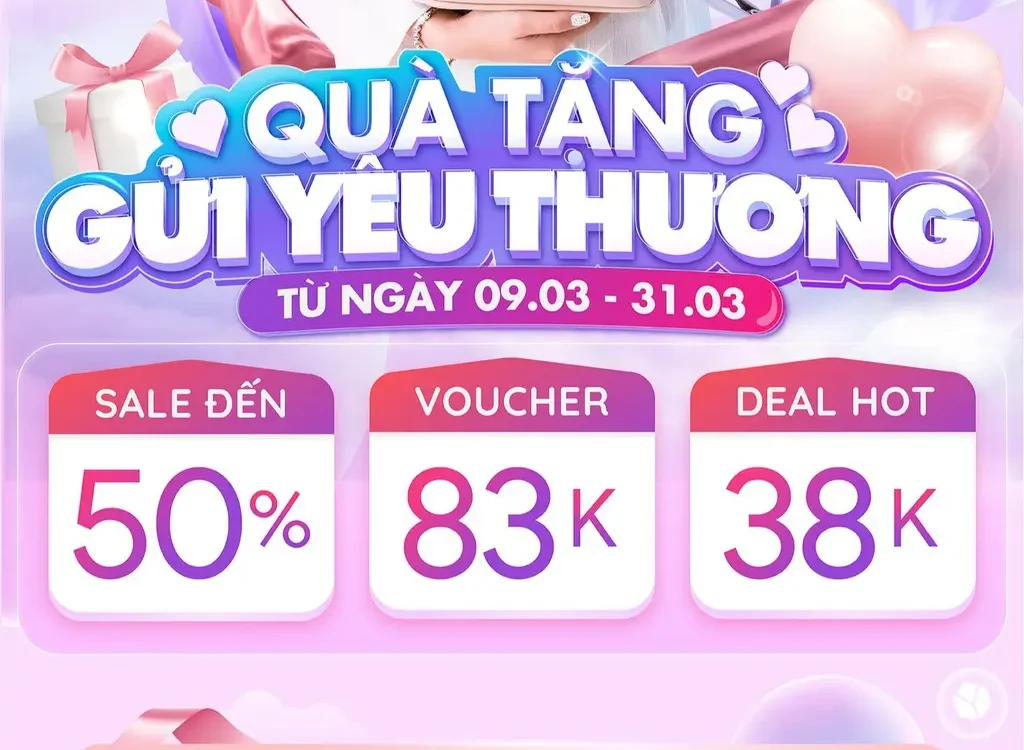 QUÀ TẶNG
GỬI YÊU THƯƠNG
TỪ NGÀY 09.03 - 31.03
SALE ĐẾN
50%
VOUCHER
83K
DEAL HOT
38K